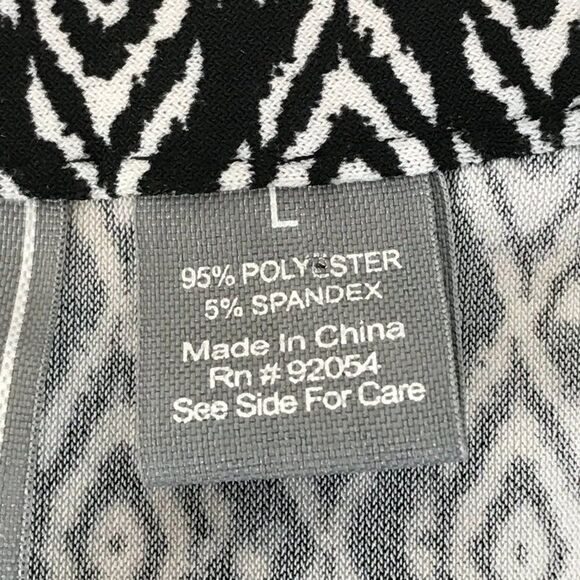 L
95% POLYESTER
5% SPANDEX
Made In China
Rn # 92054
See Side For Care